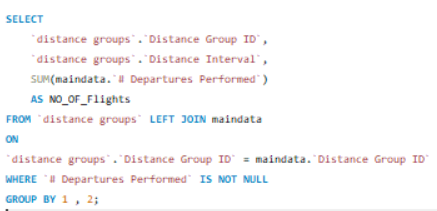 SELECT
`distance groups`.`Distance Group ID`,
`distance groups`.`Distance Interval`,
SUM(maindata.`# Departures Performed`)
AS NO_OF_Flights
FROM `distance groups` LEFT JOIN maindata
ON
`distance groups`.`Distance Group ID` = maindata.`Distance Group ID`
WHERE `# Departures Performed` IS NOT NULL
GROUP BY 1 , 2;